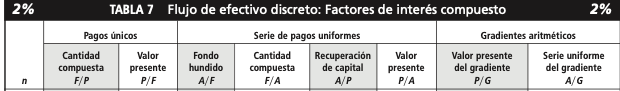 2% TABLA 7 Flujo de efectivo discreto: Factores de interés compuesto 2%
Pagos únicos Serie de pagos uniformes Gradientes aritméticos
Cantidad Valor Fondo Cantidad Recuperación Valor Valor presente Serie uniforme
compuesta presente hundido compuesta de capital presente del gradiente del gradiente
n F/P P/F A/F F/A A/P P/A P/G A/G